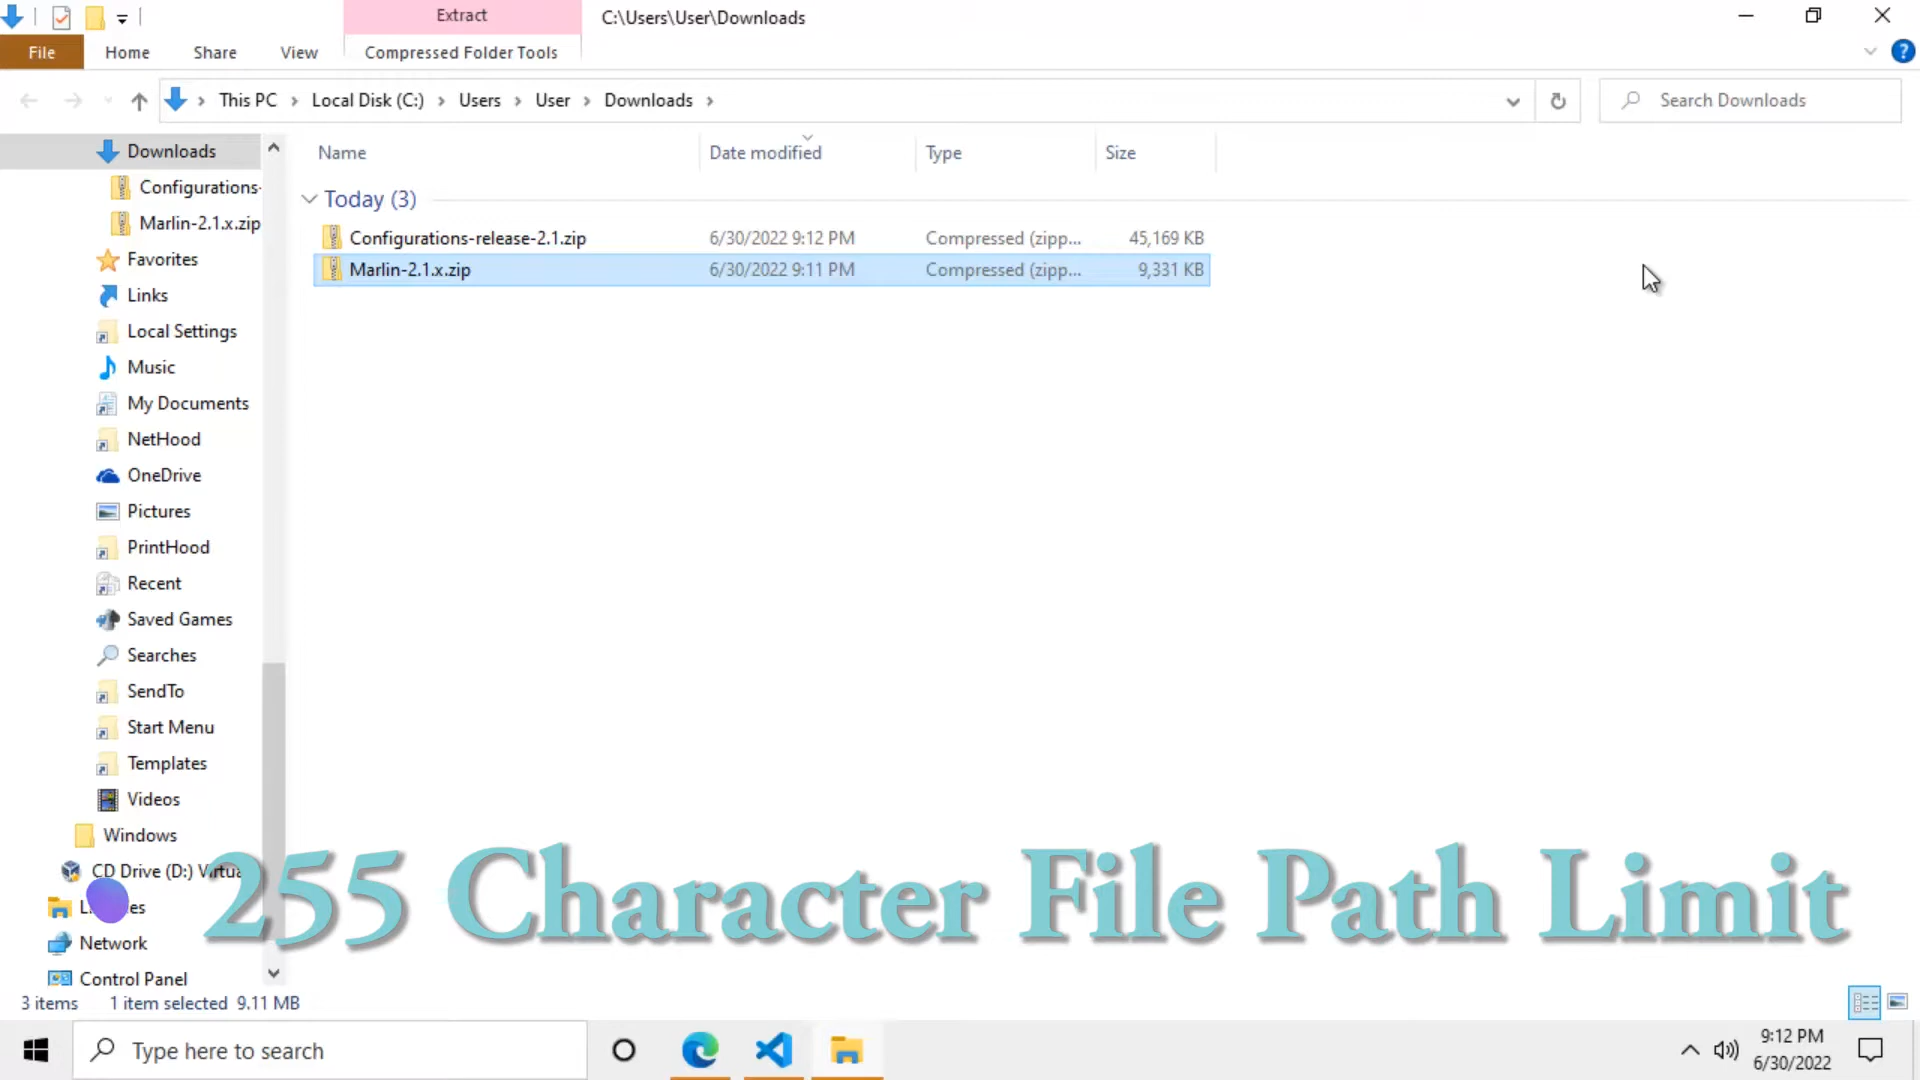 Extract
C:\Users\User\Downloads
File
Home
Share
View
Compressed Folder Tools
This PC
Local Disk (C:)
Users
User
Downloads
Search Downloads
Downloads
Configurations-
Marlin-2.1.x.zip
Favorites
Links
Local Settings
Music
My Documents
NetHood
OneDrive
Pictures
PrintHood
Recent
Saved Games
Searches
SendTo
Start Menu
Templates
Videos
Windows
CD Drive (D:) Virtua
Network
Control Panel
Name
Date modified
Type
Size
Today (3)
Configurations-release-2.1.zip 6/30/2022 9:12 PM Compressed (zipp... 45,169 KB
Marlin-2.1.x.zip 6/30/2022 9:11 PM Compressed (zipp... 9,331 KB
255 Character File Path Limit
3 items 1 item selected 9.11 MB
Type here to search
9:12 PM
6/30/2022